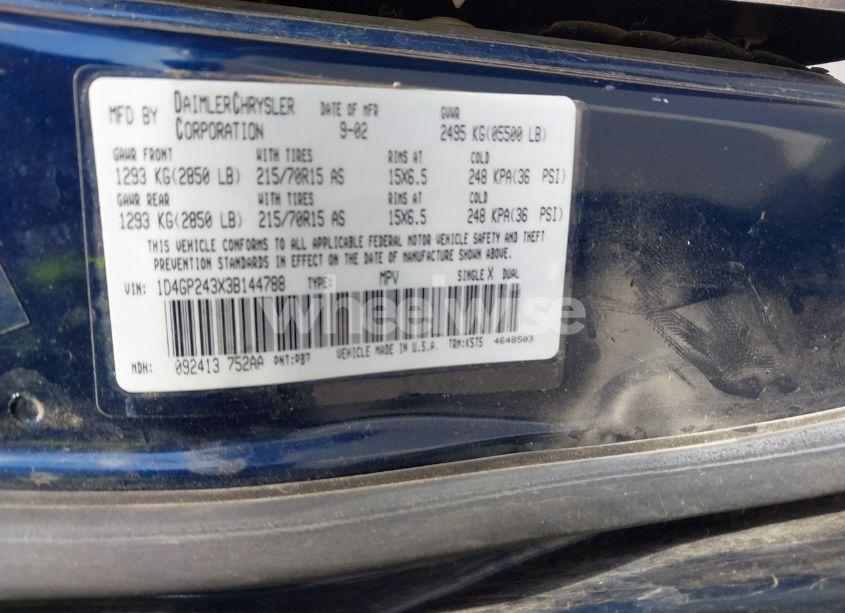 MFD BY DAIMLERCHRYSLER CORPORATION DATE OF MFR 9-02 GVWR 2495 KG(05500 LB)
GAWR FRONT WITH TIRES RIMS AT COLD
1293 KG(2850 LB) 215/70R15 AS 15X6.5 248 KPA(36 PSI)
GAWR REAR WITH TIRES RIMS AT COLD
1293 KG(2850 LB) 215/70R15 AS 15X6.5 248 KPA(36 PSI)
THIS VEHICLE CONFORMS TO ALL APPLICABLE FEDERAL MOTOR VEHICLE SAFETY AND THEFT
PREVENTION STANDARDS IN EFFECT ON THE DATE OF MANUFACTURE SHOWN ABOVE.
VIN: 1D4GP243X3B144788 TYPE: MPV SINGLE X DUAL
wheelwise
MDH: 092413 752AA PNT:PB7 VEHICLE MADE IN U.S.A. TRM:K5T5 4648503